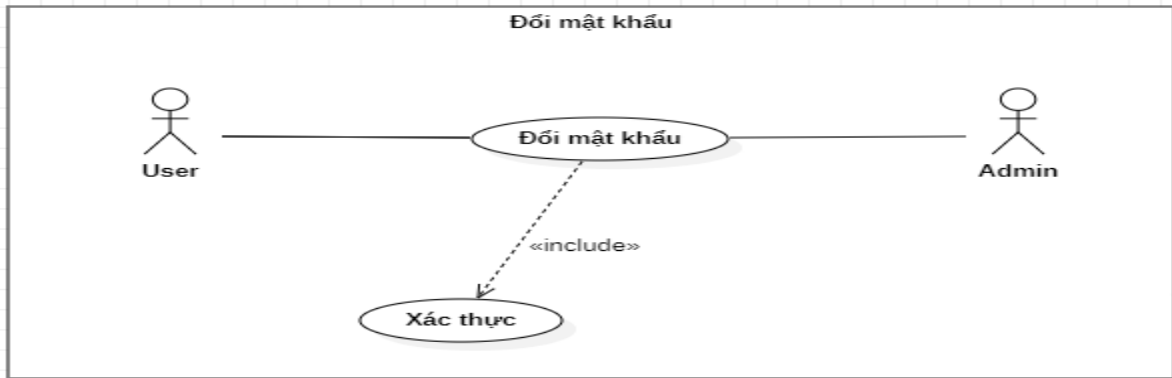 Đổi mật khẩu
Đổi mật khẩu
User
Admin
«include»
Xác thực